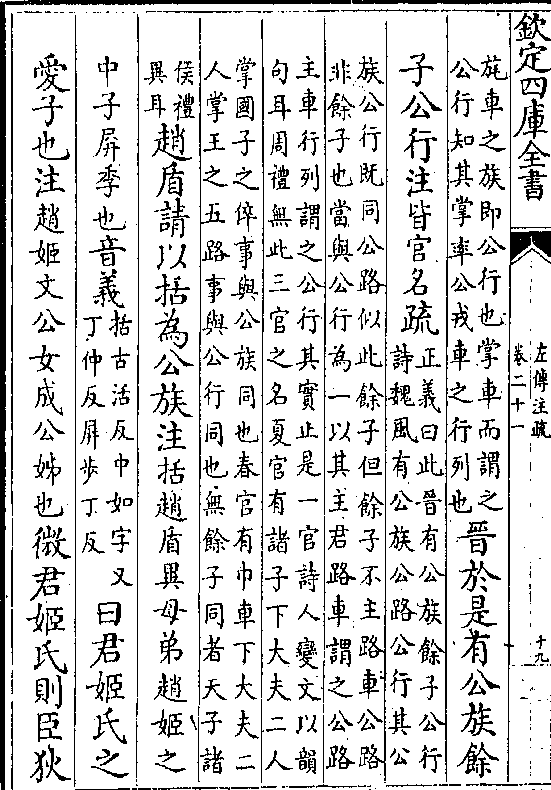 欽定四庫全書
左傳注疏
卷二十一
十九
旄車之族即公行也掌車而謂之
公行知其掌率公戎車之行列也
晉於是有公族餘
子公行注皆官名疏
正義曰此晉有公族餘子公行
詩魏風有公族公路公行其公
族公行既同公路似此餘子但餘子不主路車公路
非餘子也當與公行為一以其主君路車謂之公路
主車行列謂之公行其實止是一官詩人變文以韻
句耳周禮無此三官之名夏官有諸子下大夫二人
掌國子之倅事與公族同也春官有巾車下大夫二
人掌王之五路事與公行同也無餘子同者天子諸
侯禮
異耳
趙盾請以括為公族注括趙盾異母弟趙姬之
中子屏季也音義
括古活反中如字又
丁仲反屏歩丁反
曰君姬氏之
愛子也注趙姬文公女成公姊也微君姬氏則臣狄